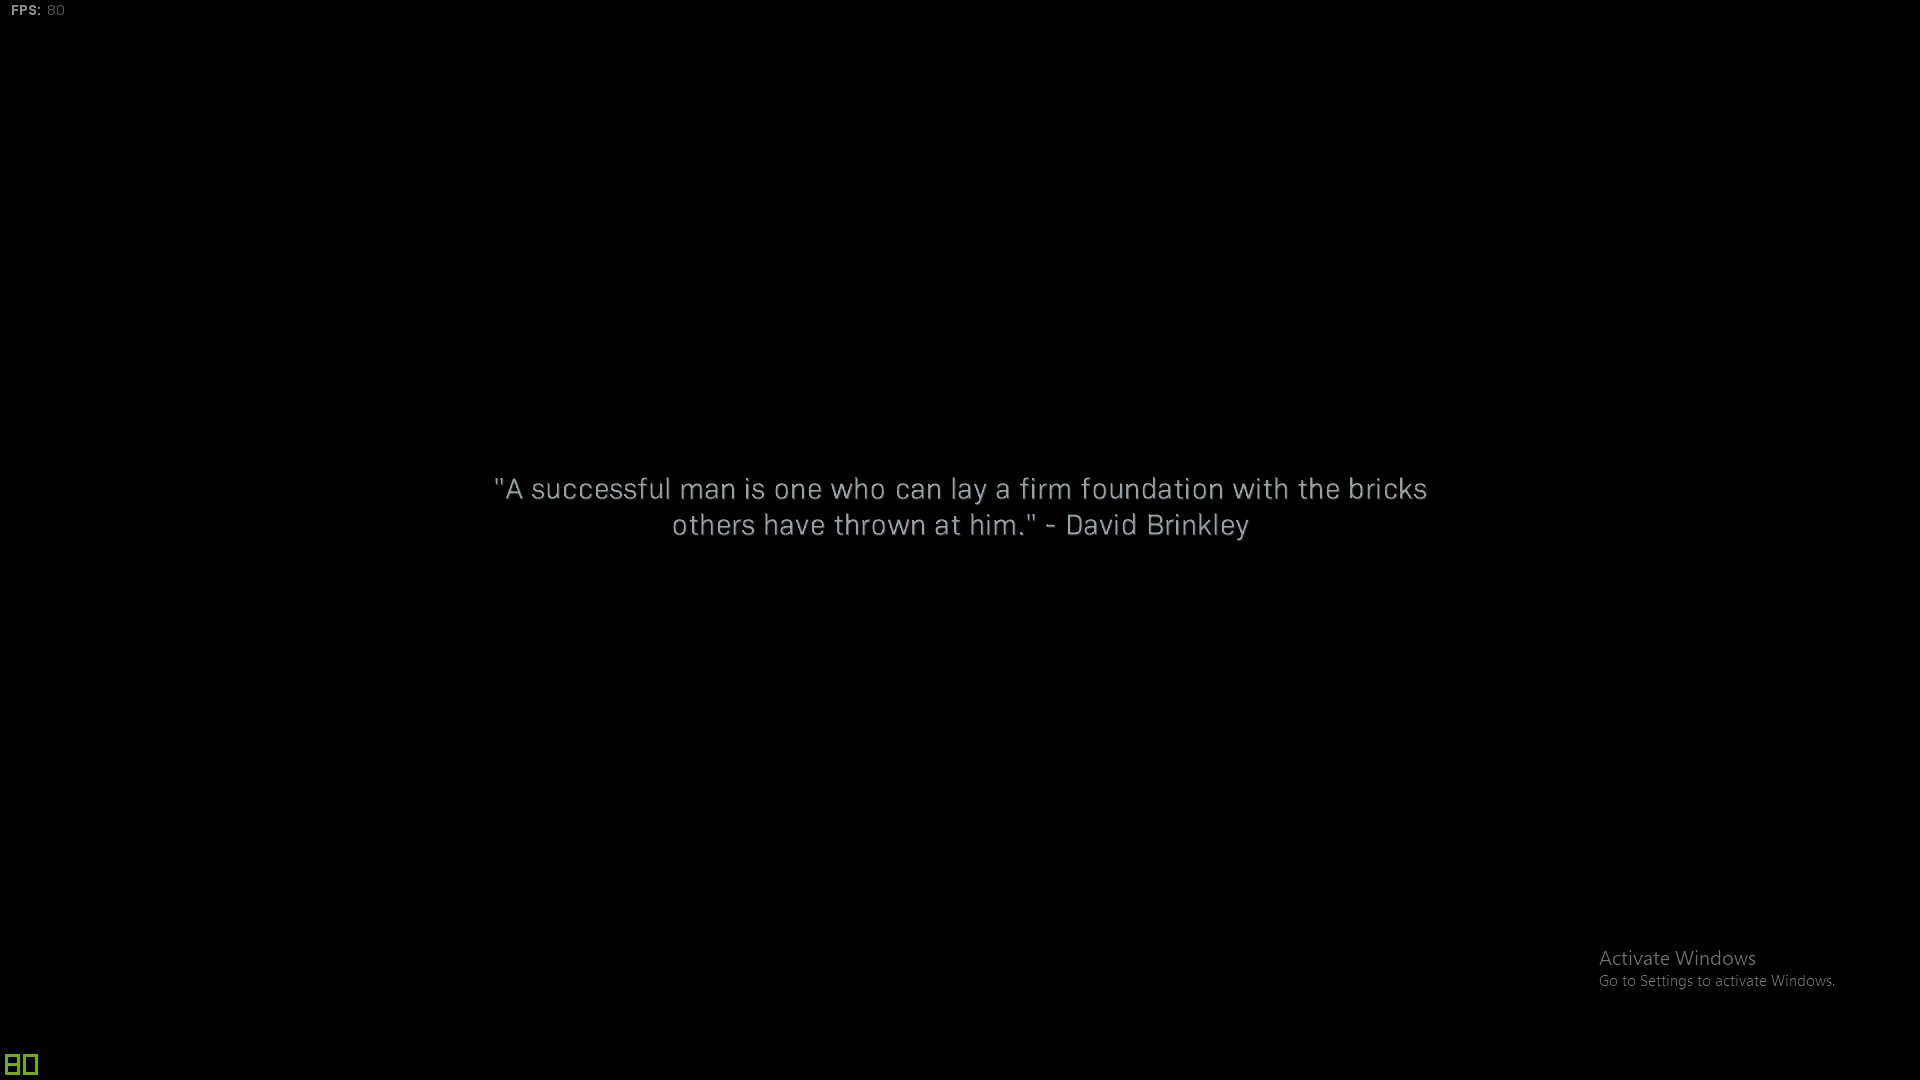 FPS: 80
"A successful man is one who can lay a firm foundation with the bricks
others have thrown at him." - David Brinkley
Activate Windows
Go to Settings to activate Windows.
80